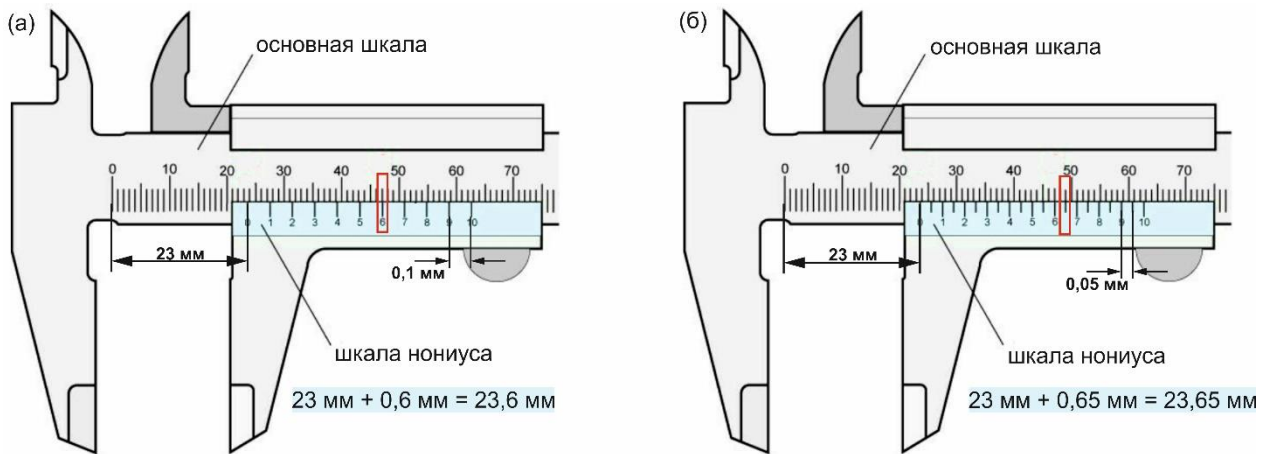 (а)
основная шкала
0 10 20 30 40 50 60 70
0 1 2 3 4 5 6 7 8 9 10
23 мм
0,1 мм
шкала нониуса
23 мм + 0,6 мм = 23,6 мм
(б)
основная шкала
0 10 20 30 40 50 60 70
0 1 2 3 4 5 6 7 8 9 10
23 мм
0,05 мм
шкала нониуса
23 мм + 0,65 мм = 23,65 мм